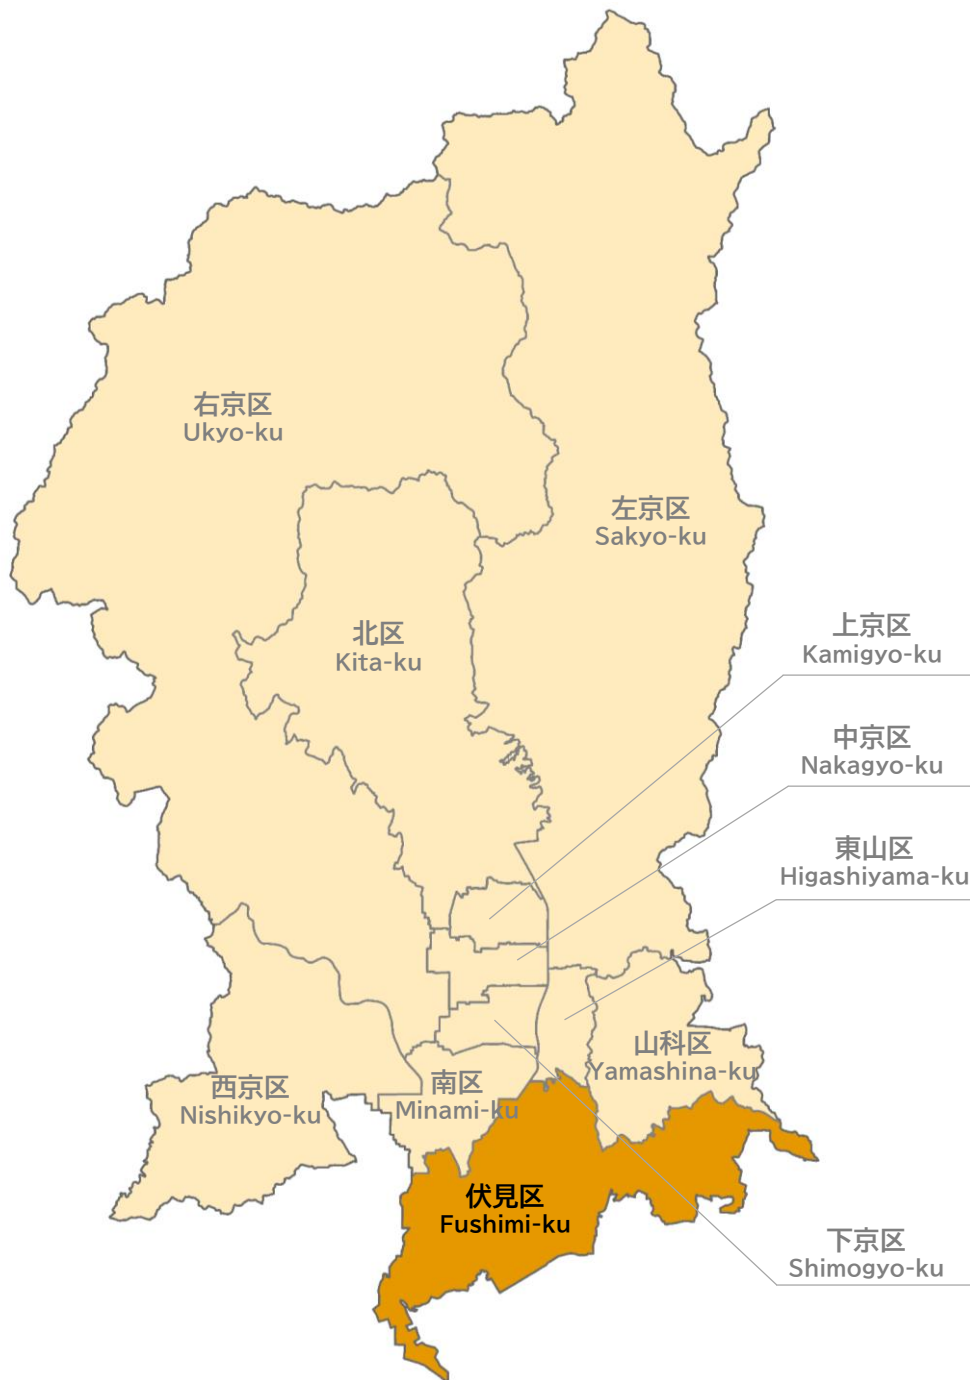 右京区
Ukyo-ku
左京区
Sakyo-ku
北区
Kita-ku
上京区
Kamigyo-ku
中京区
Nakagyo-ku
東山区
Higashiyama-ku
山科区
Yamashina-ku
西京区
Nishikyo-ku
南区
Minami-ku
伏見区
Fushimi-ku
下京区
Shimogyo-ku